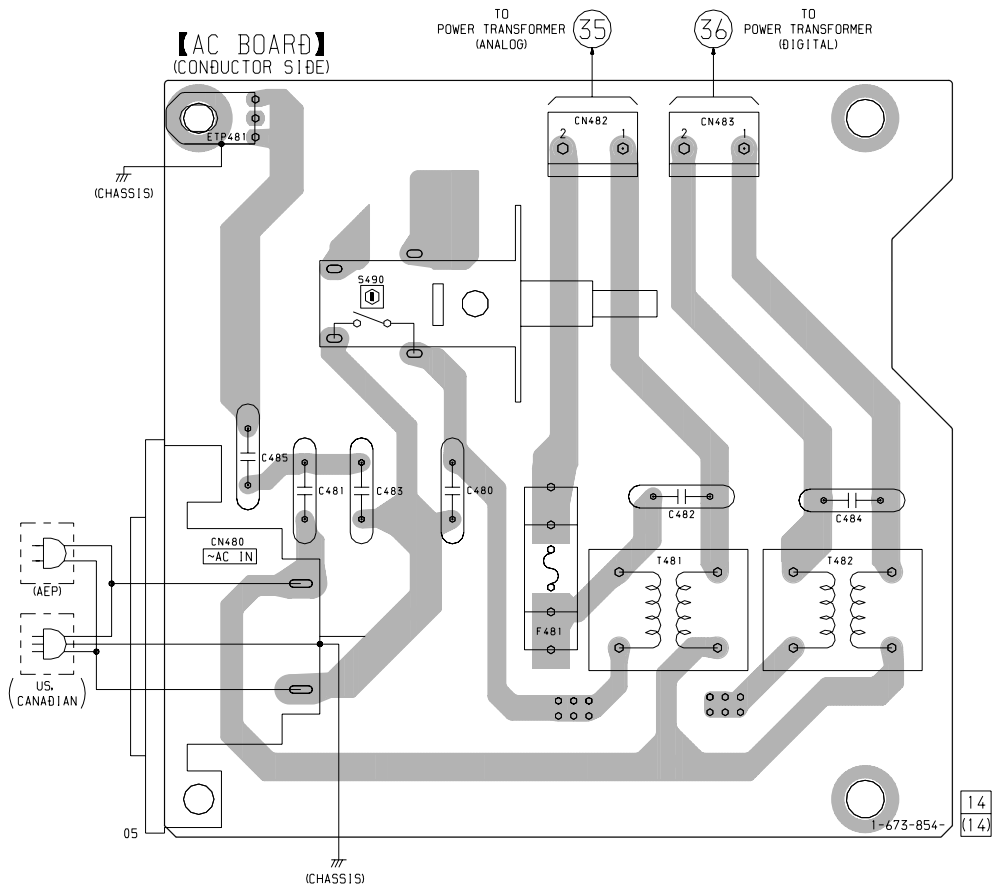 TO
POWER TRANSFORMER
(ANALOG)
35
36
TO
POWER TRANSFORMER
(DIGITAL)
【AC BOARD】
(CONDUCTOR SIDE)
ETP481
(CHASSIS)
CN482
2 1
CN483
2 1
S490
C485
C481
C483
C480
C482
C484
CN480
~AC IN
(AEP)
US.
CANADIAN
F481
T481
T482
05
1-673-854-
14
(14)
(CHASSIS)